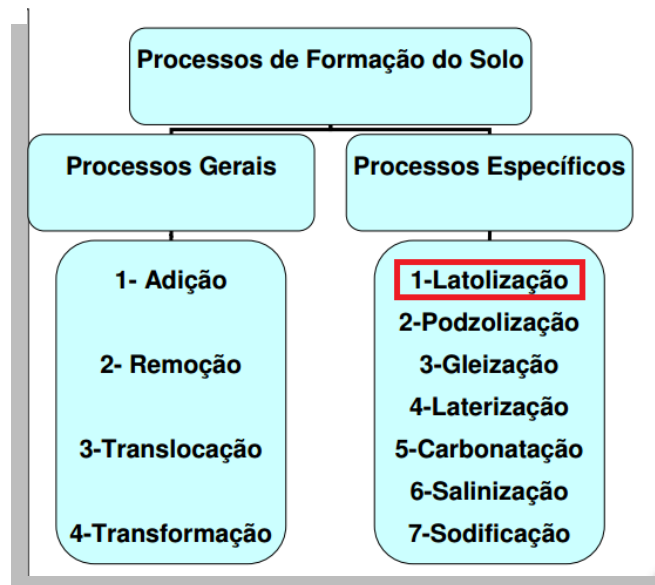 Processos de Formação do Solo
Processos Gerais
Processos Específicos
1- Adição
2- Remoção
3-Translocação
4-Transformação
1-Latolização
2-Podzolização
3-Gleização
4-Laterização
5-Carbonatação
6-Salinização
7-Sodificação